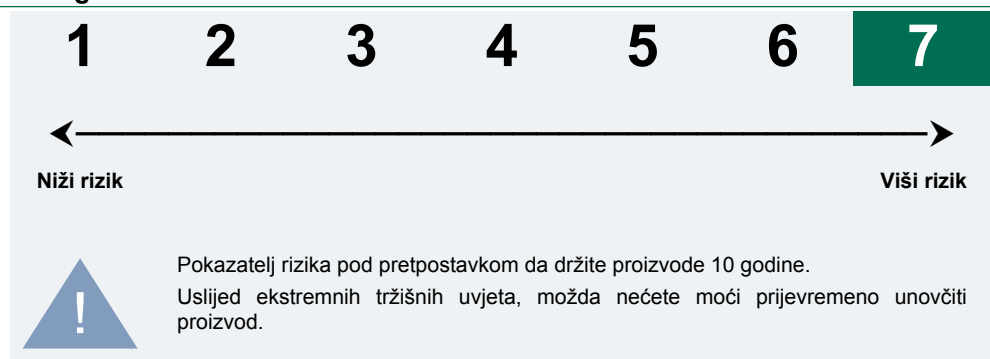 1 2 3 4 5 6 7
Niži rizik Viši rizik
Pokazatelj rizika pod pretpostavkom da držite proizvode 10 godine.
! Uslijed ekstremnih tržišnih uvjeta, možda nećete moći prijevremeno unovčiti
proizvod.